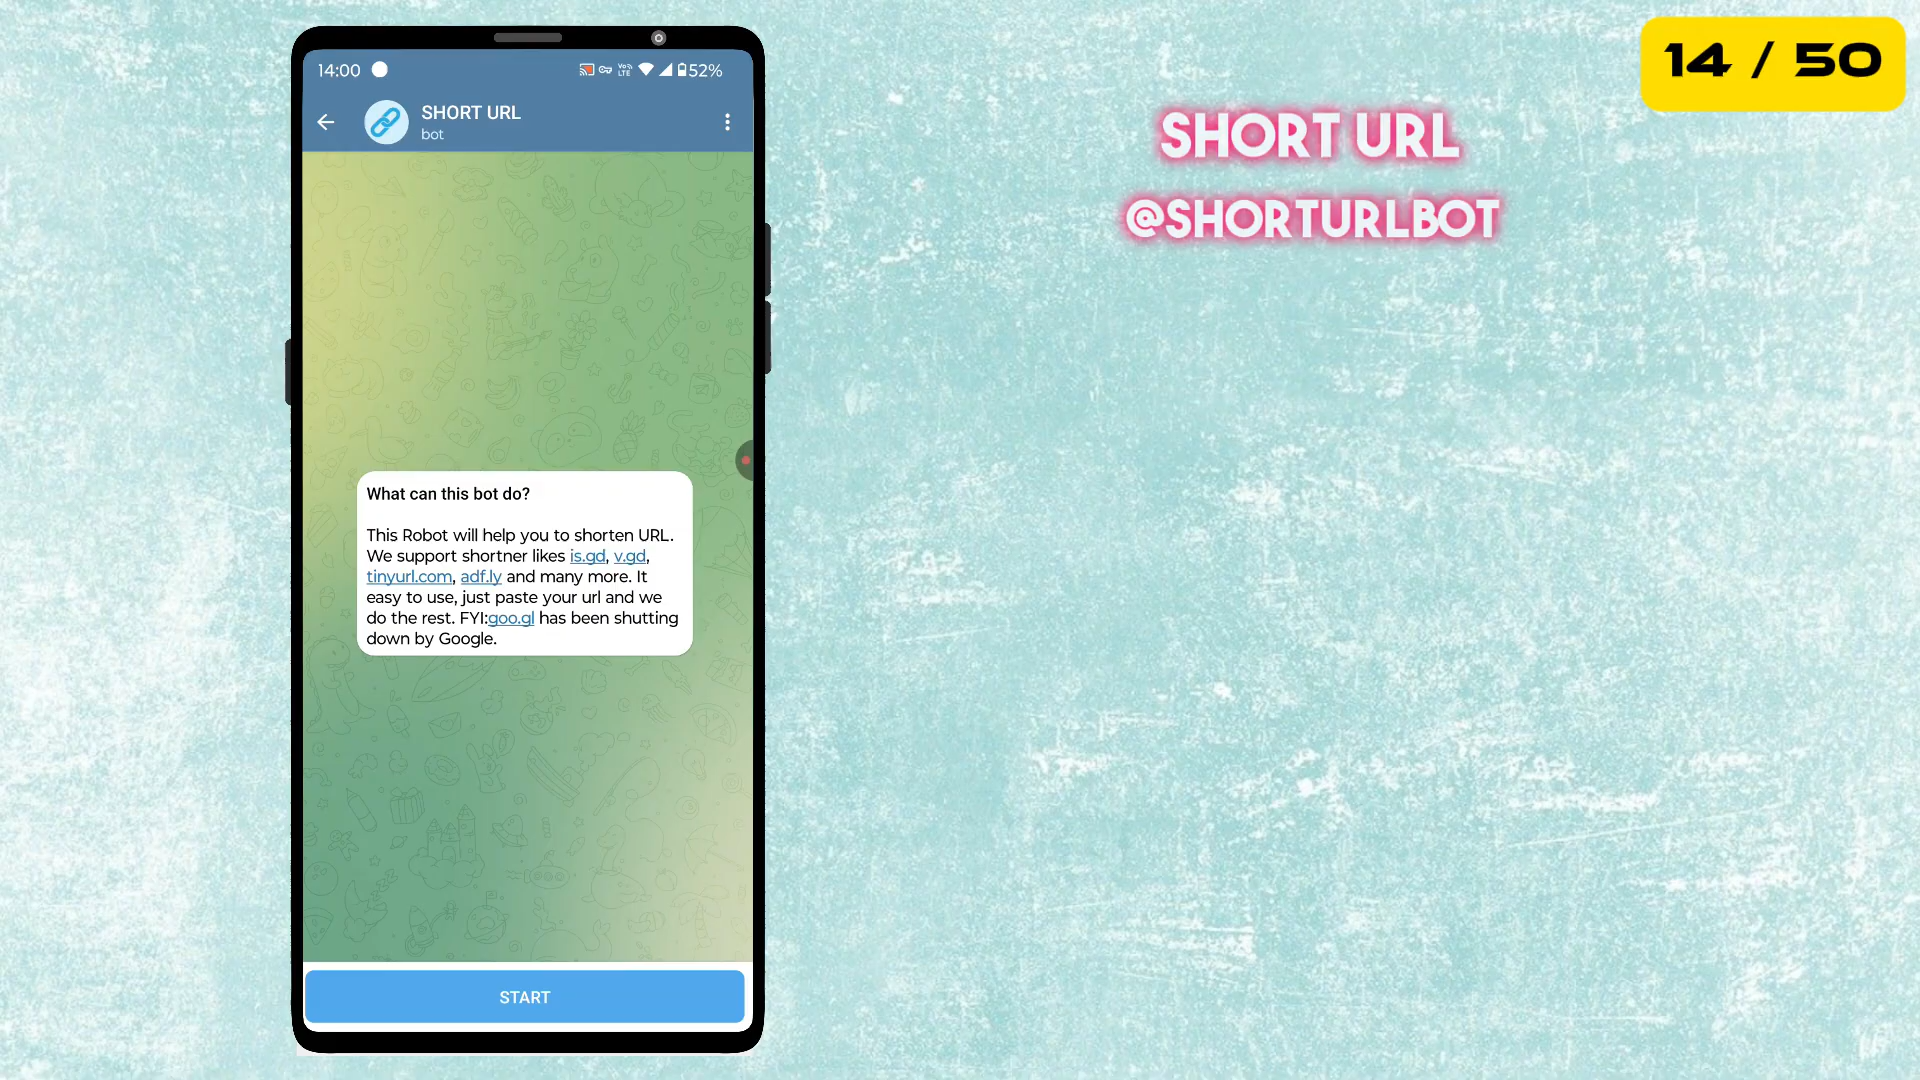 14:00
Vo))
LTE
52%
SHORT URL
bot
What can this bot do?
This Robot will help you to shorten URL.
We support shortner likes is.gd, v.gd,
tinyurl.com, adf.ly and many more. It
easy to use, just paste your url and we
do the rest. FYI:goo.gl has been shutting
down by Google.
START
SHORT URL
@SHORTURLBOT
14 / 50